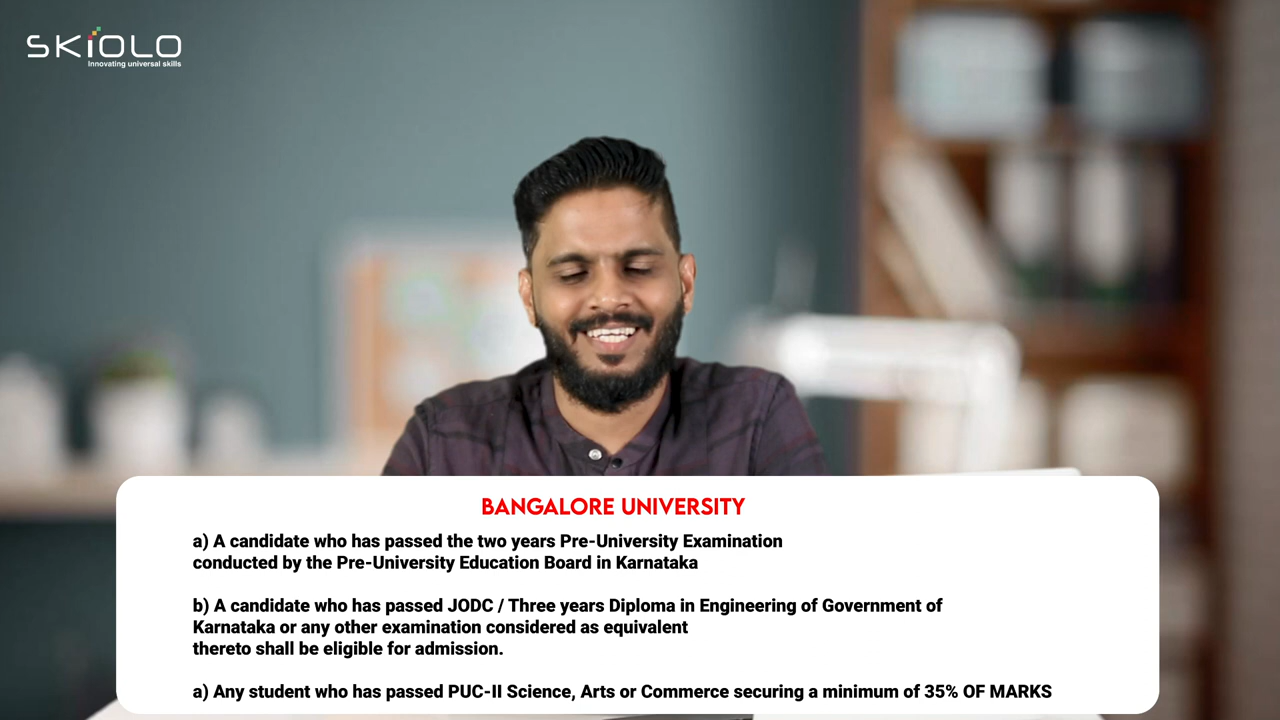 SKiOLO
Innovating universal skills
BANGALORE UNIVERSITY
a) A candidate who has passed the two years Pre-University Examination
conducted by the Pre-University Education Board in Karnataka
b) A candidate who has passed JODC / Three years Diploma in Engineering of Government of
Karnataka or any other examination considered as equivalent
thereto shall be eligible for admission.
a) Any student who has passed PUC-II Science, Arts or Commerce securing a minimum of 35% OF MARKS